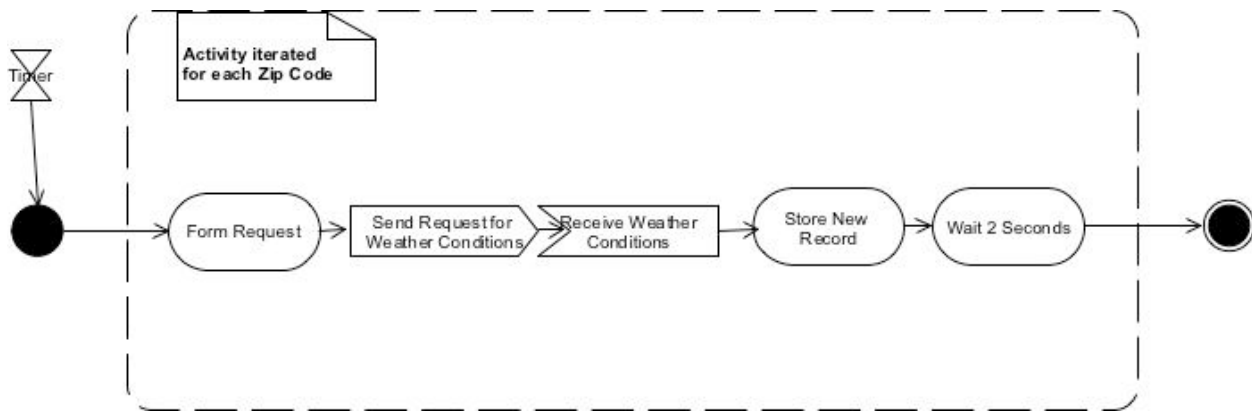 Activity iterated
for each Zip Code
Timer
Form Request
Send Request for
Weather Conditions
Receive Weather
Conditions
Store New
Record
Wait 2 Seconds